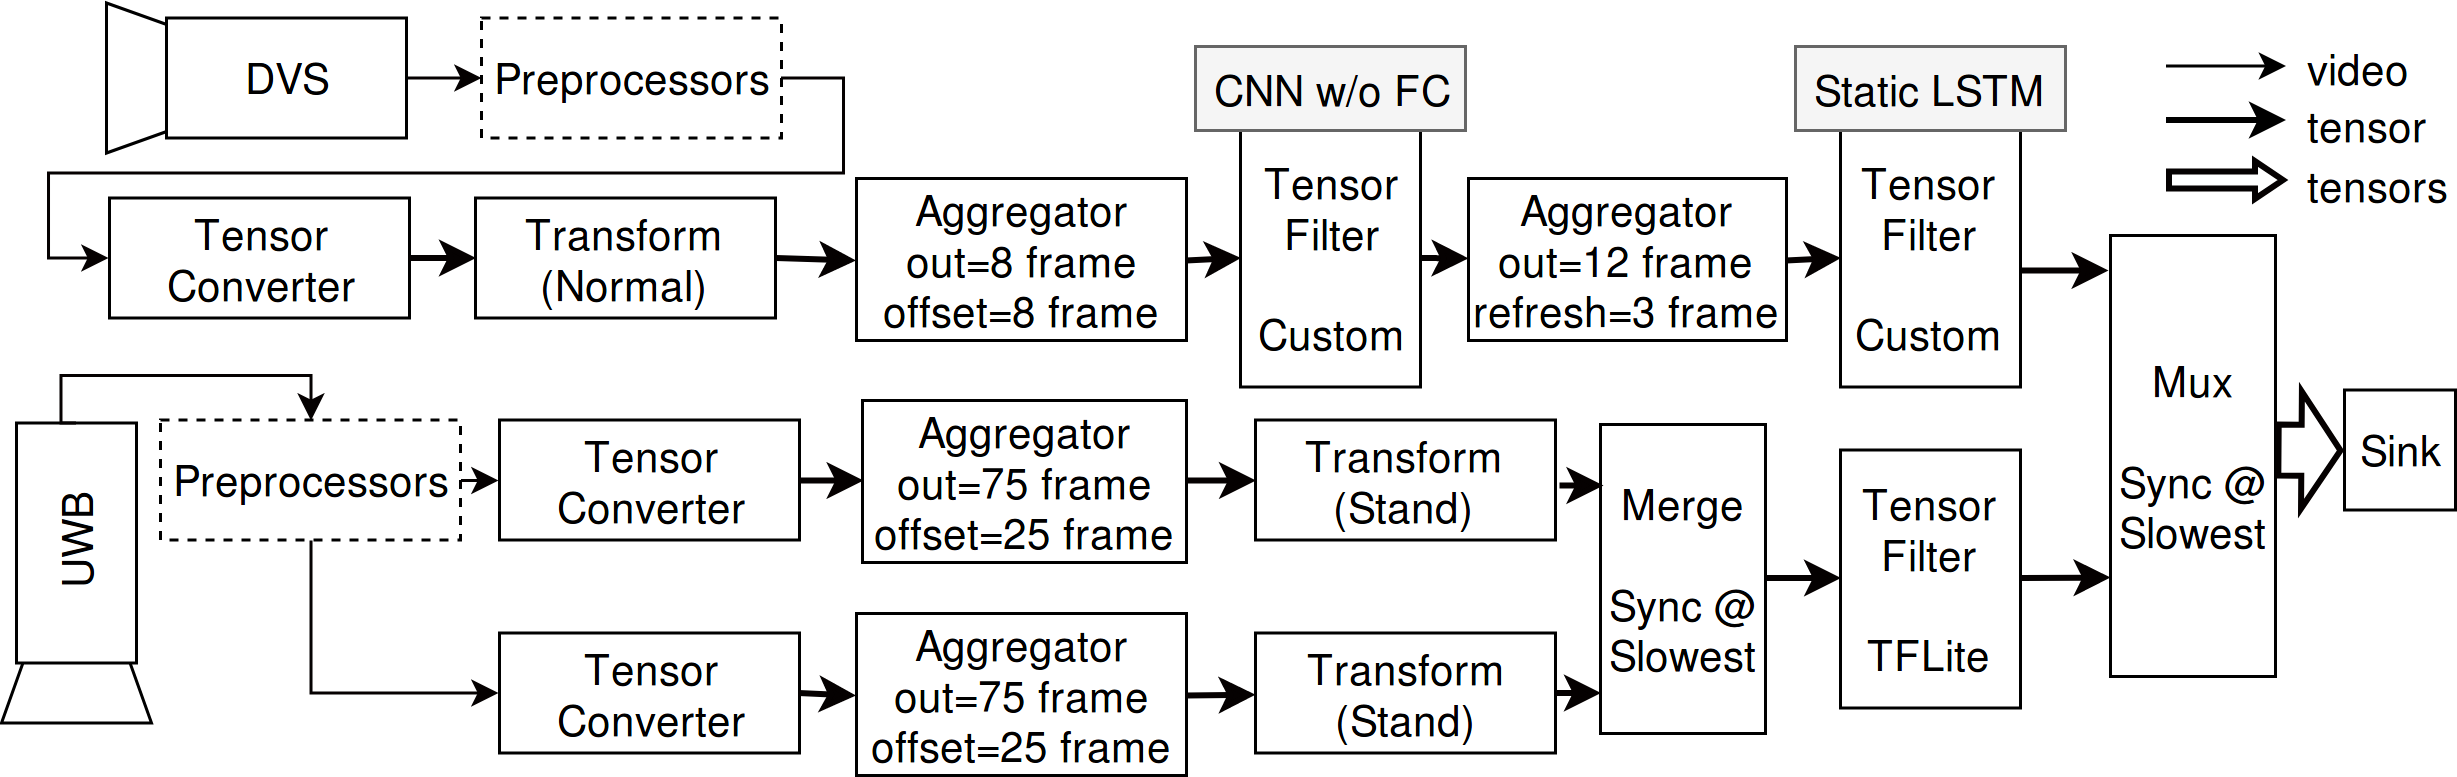 DVS
Preprocessors
CNN w/o FC
Static LSTM
video
tensor
tensors
Tensor
Converter
Transform
(Normal)
Aggregator
out=8 frame
offset=8 frame
Tensor
Filter
Custom
Aggregator
out=12 frame
refresh=3 frame
Tensor
Filter
Custom
UWB
Preprocessors
Tensor
Converter
Aggregator
out=75 frame
offset=25 frame
Transform
(Stand)
Tensor
Converter
Aggregator
out=75 frame
offset=25 frame
Transform
(Stand)
Merge
Sync @
Slowest
Tensor
Filter
TFLite
Mux
Sync @
Slowest
Sink